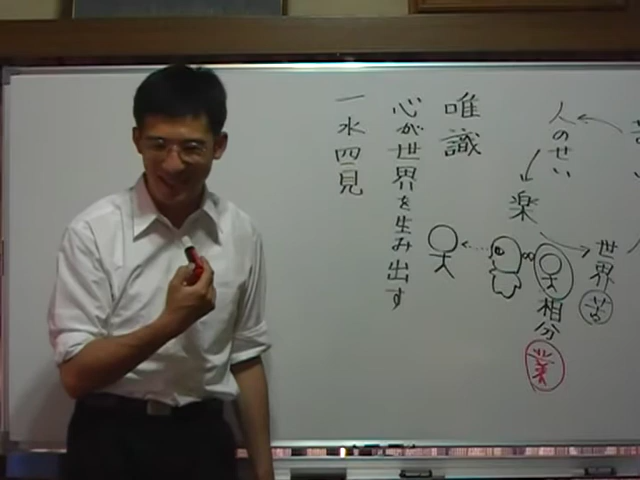 人のせい
楽
世界
苦
相分
業
唯識
心が世界を生み出す
一水四見